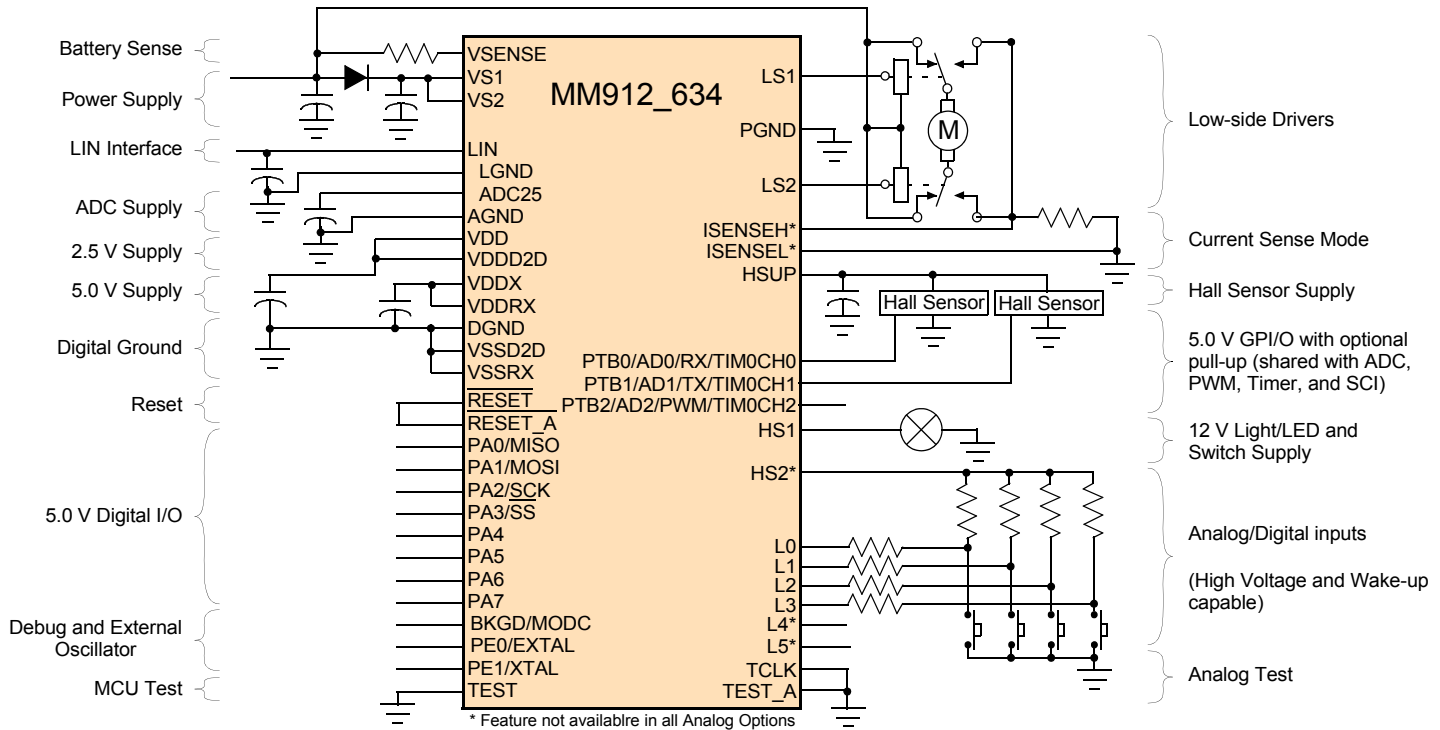 Battery Sense
Power Supply
LIN Interface
ADC Supply
2.5 V Supply
5.0 V Supply
Digital Ground
Reset
5.0 V Digital I/O
Debug and External
Oscillator
MCU Test
MM912_634
VSENSE
VS1
VS2
LIN
LGND
ADC25
AGND
VDD
VDDD2D
VDDX
VDDRX
DGND
VSSD2D
VSSRX
RESET
RESET_A
PA0/MISO
PA1/MOSI
PA2/SCK
PA3/SS
PA4
PA5
PA6
PA7
BKGD/MODC
PE0/EXTAL
PE1/XTAL
TEST
LS1
PGND
LS2
ISENSEH*
ISENSEL*
HSUP
PTB0/AD0/RX/TIM0CH0
PTB1/AD1/TX/TIM0CH1
PTB2/AD2/PWM/TIM0CH2
HS1
HS2*
L0
L1
L2
L3
L4*
L5*
TCLK
TEST_A
* Feature not availablre in all Analog Options
M
Hall Sensor
Hall Sensor
Low-side Drivers
Current Sense Mode
Hall Sensor Supply
5.0 V GPI/O with optional
pull-up (shared with ADC,
PWM, Timer, and SCI)
12 V Light/LED and
Switch Supply
Analog/Digital inputs
(High Voltage and Wake-up
capable)
Analog Test